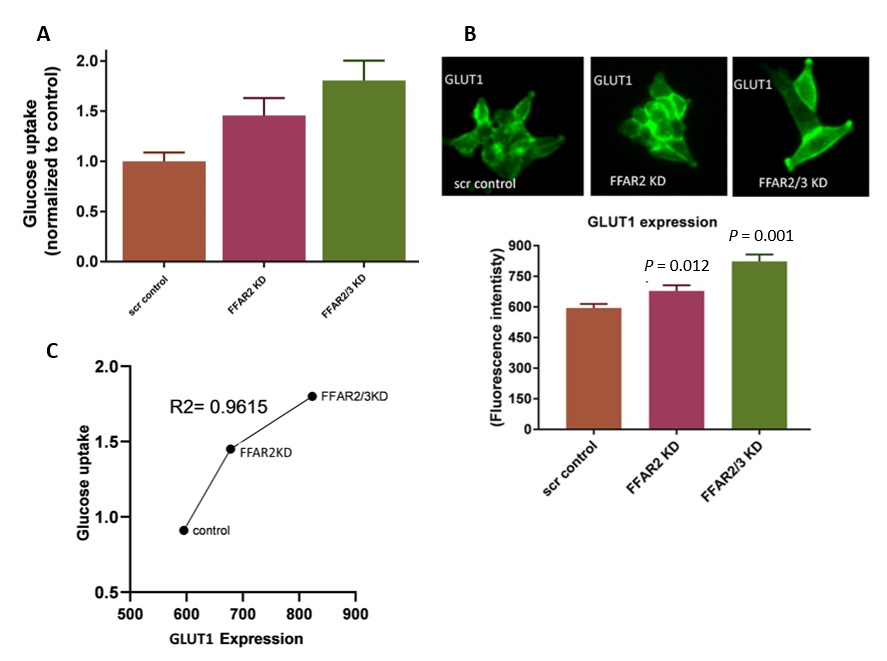 A
Glucose uptake
(normalized to control)
2.0
1.5
1.0
0.5
0.0
scr control
FFAR2 KD
FFAR2/3 KD
B
GLUT1
scr control
GLUT1
FFAR2 KD
GLUT1
FFAR2/3 KD
GLUT1 expression
(Fluorescence intentisty)
900
750
600
450
300
150
0
P = 0.012
P = 0.001
scr control
FFAR2 KD
FFAR2/3 KD
C
Glucose uptake
2.0
1.5
1.0
0.5
R2= 0.9615
FFAR2/3KD
FFAR2KD
control
500
600
700
800
900
GLUT1 Expression